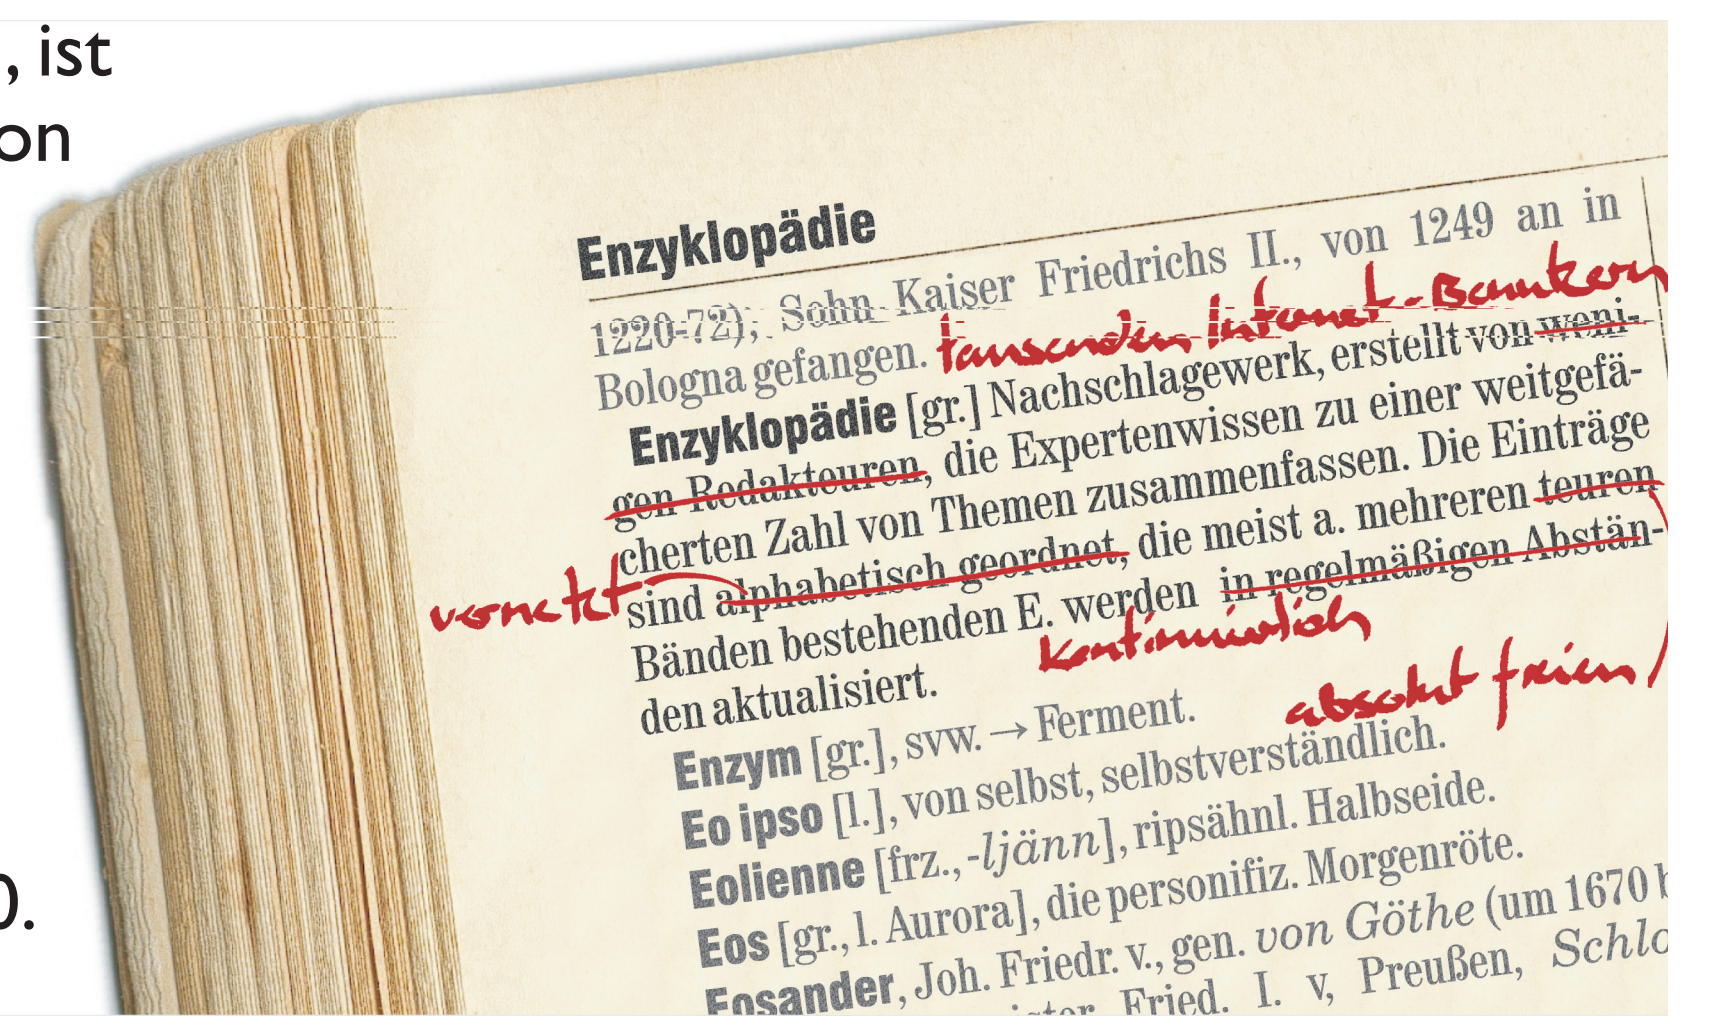 , ist
on
0.
Enzyklopädie
1220-72); Sohn Kaiser Friedrichs II., von 1249 an in
Bologna gefangen.
tausenden Internet-Bautzern
Enzyklopädie [gr.] Nachschlagewerk, erstellt von weni-
gen Redakteuren, die Expertenwissen zu einer weitgefä-
cherten Zahl von Themen zusammenfassen. Die Einträge
vernetzt
sind alphabetisch geordnet, die meist a. mehreren teuren
Bänden bestehenden E. werden in regelmäßigen Abstän-
kontinuierlich
den aktualisiert.
absolut freien
Enzym [gr.], svw. → Ferment.
Eo ipso [l.], von selbst, selbstverständlich.
Eolienne [frz., -ljänn], ripsähnl. Halbseide.
Eos [gr., l. Aurora], die personifiz. Morgenröte.
Eosander, Joh. Friedr. v., gen. von Göthe (um 1670 b
Fried. I. v, Preußen, Schlo